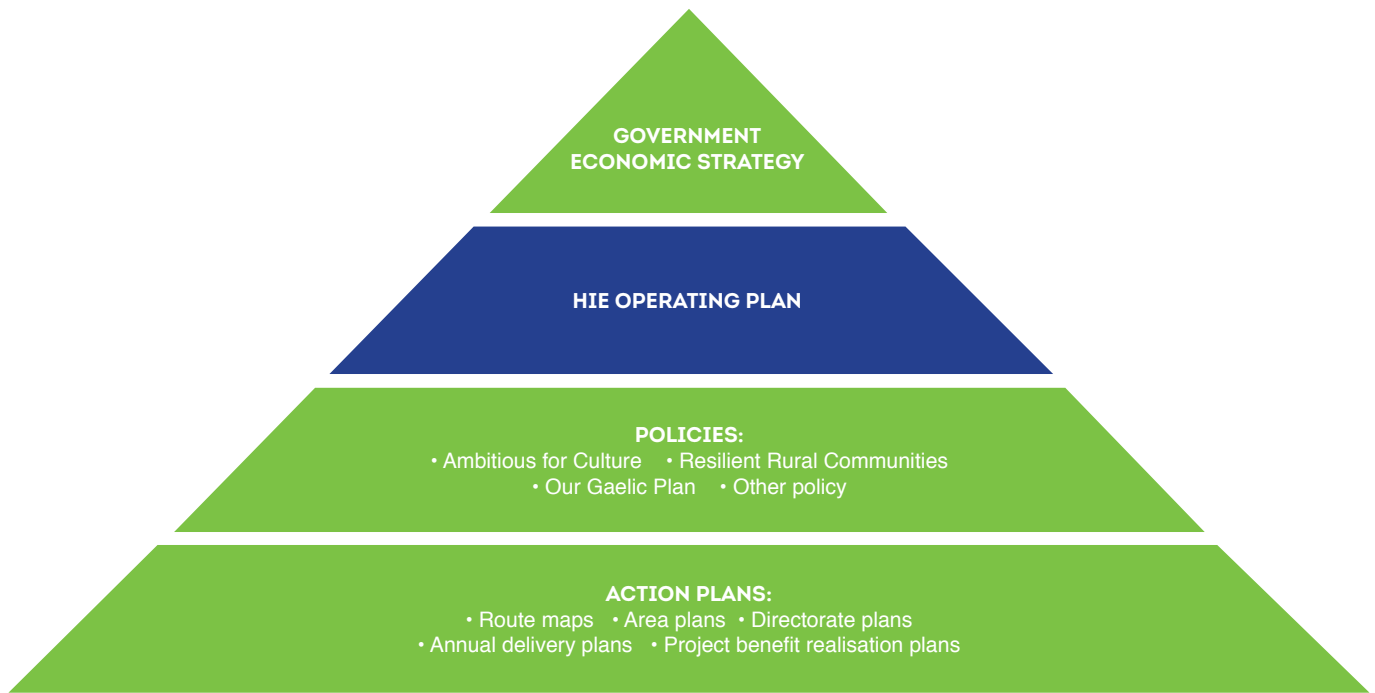 GOVERNMENT
ECONOMIC STRATEGY
HIE OPERATING PLAN
POLICIES:
• Ambitious for Culture • Resilient Rural Communities
• Our Gaelic Plan • Other policy
ACTION PLANS:
• Route maps • Area plans • Directorate plans
• Annual delivery plans • Project benefit realisation plans